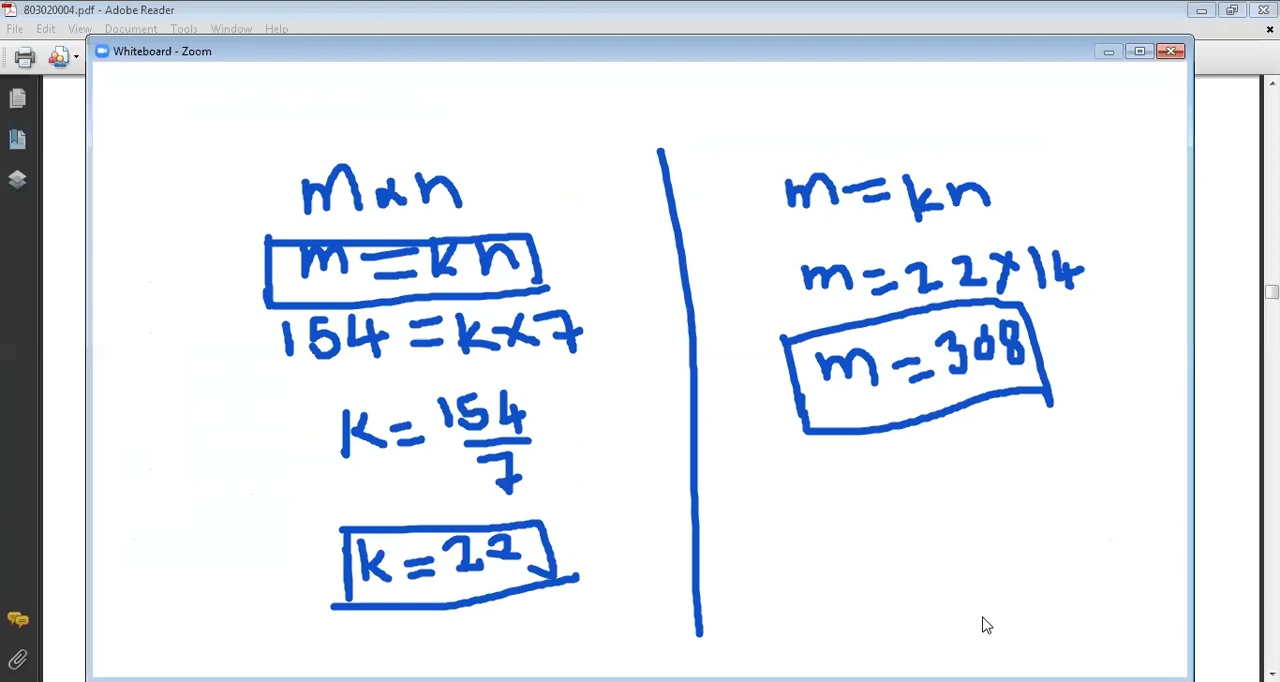 803020004.pdf - Adobe Reader
File Edit View Document Tools Window Help
Whiteboard - Zoom
m ∝ n
m = kn
154 = k × 7
k = 154/7
k = 22
m = kn
m = 22 × 14
m = 308